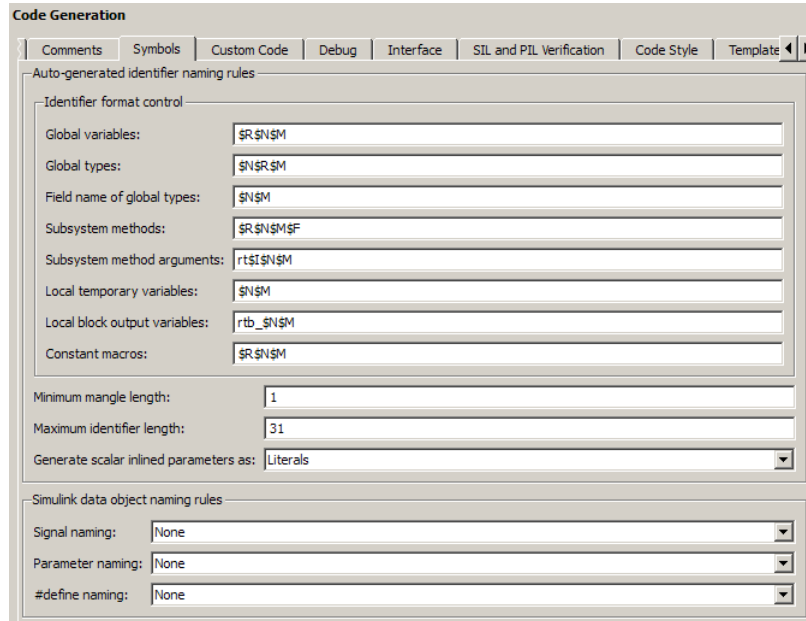 Code Generation
Comments Symbols Custom Code Debug Interface SIL and PIL Verification Code Style Template
Auto-generated identifier naming rules
Identifier format control
Global variables: $R$N$M
Global types: $N$R$M
Field name of global types: $N$M
Subsystem methods: $R$N$M$F
Subsystem method arguments: rt$I$N$M
Local temporary variables: $N$M
Local block output variables: rtb_$N$M
Constant macros: $R$N$M
Minimum mangle length: 1
Maximum identifier length: 31
Generate scalar inlined parameters as: Literals
Simulink data object naming rules
Signal naming: None
Parameter naming: None
#define naming: None